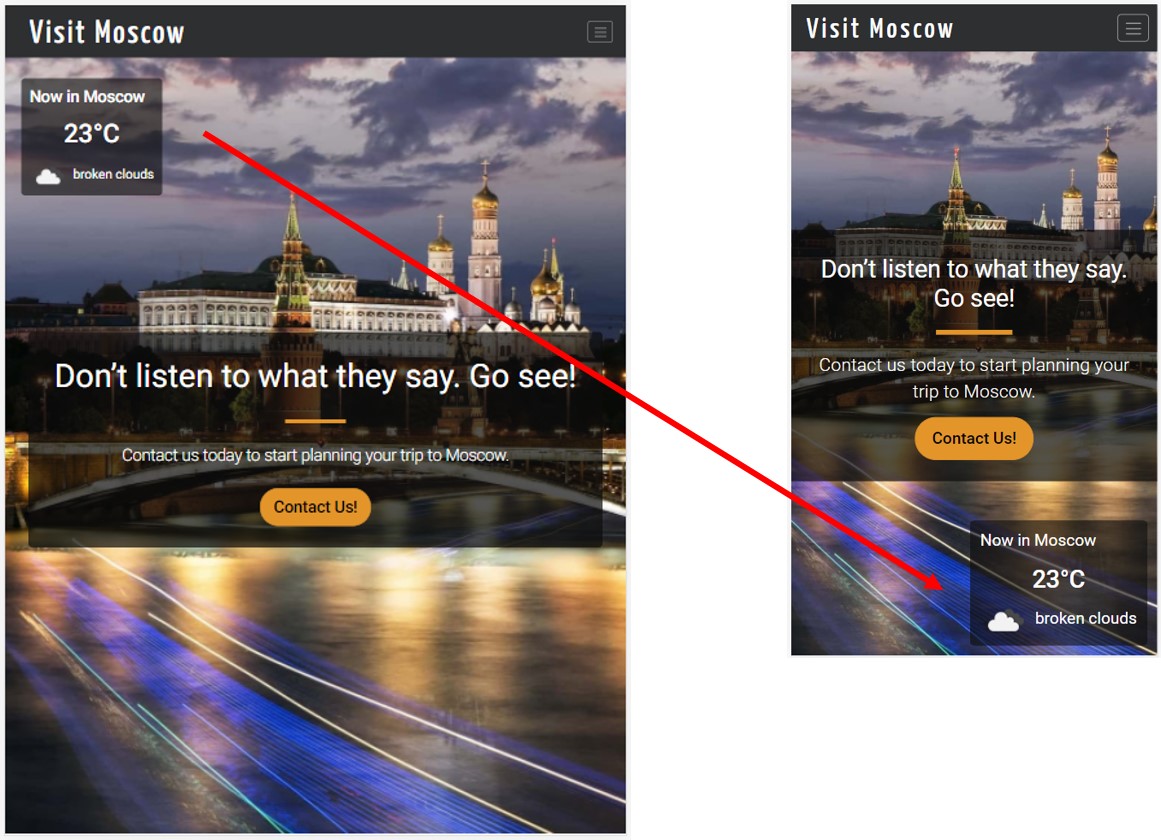 Visit Moscow
Now in Moscow
23°C
broken clouds
Don’t listen to what they say. Go see!
Contact us today to start planning your trip to Moscow.
Contact Us!
Visit Moscow
Don’t listen to what they say.
Go see!
Contact us today to start planning your
trip to Moscow.
Contact Us!
Now in Moscow
23°C
broken clouds